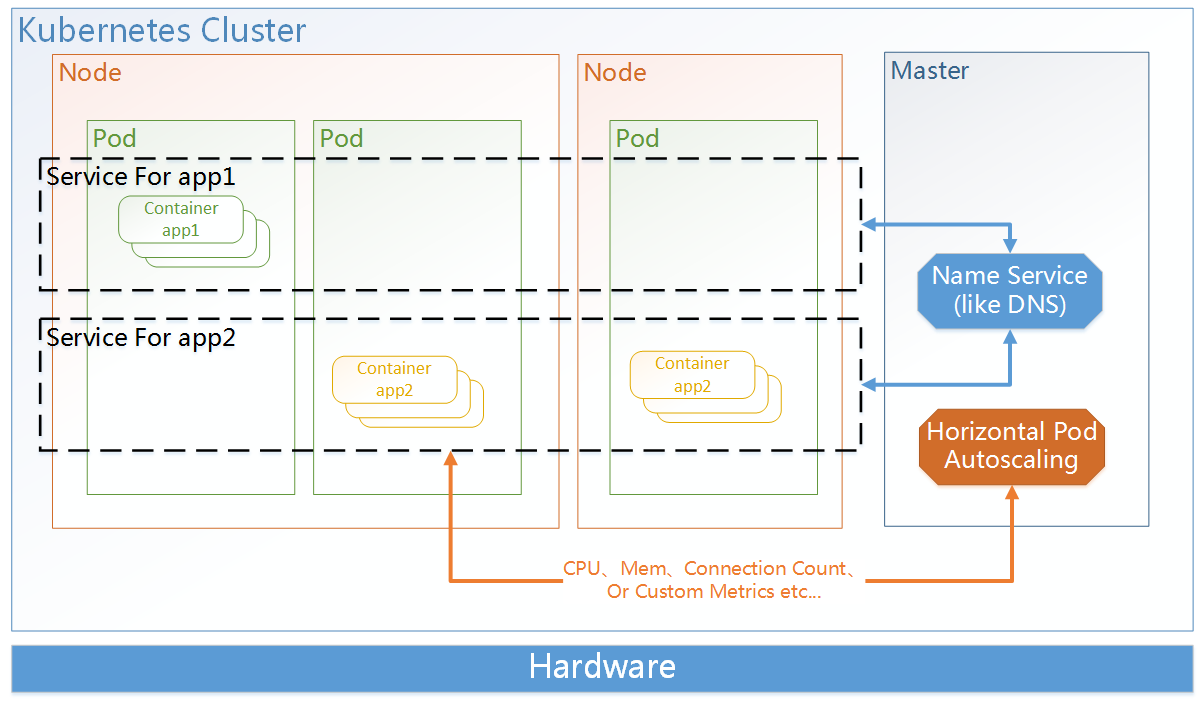 Kubernetes Cluster
Node
Node
Master
Pod
Pod
Pod
Service For app1
Container
app1
Name Service
(like DNS)
Service For app2
Container
app2
Container
app2
Horizontal Pod
Autoscaling
CPU、Mem、Connection Count、
Or Custom Metrics etc...
Hardware